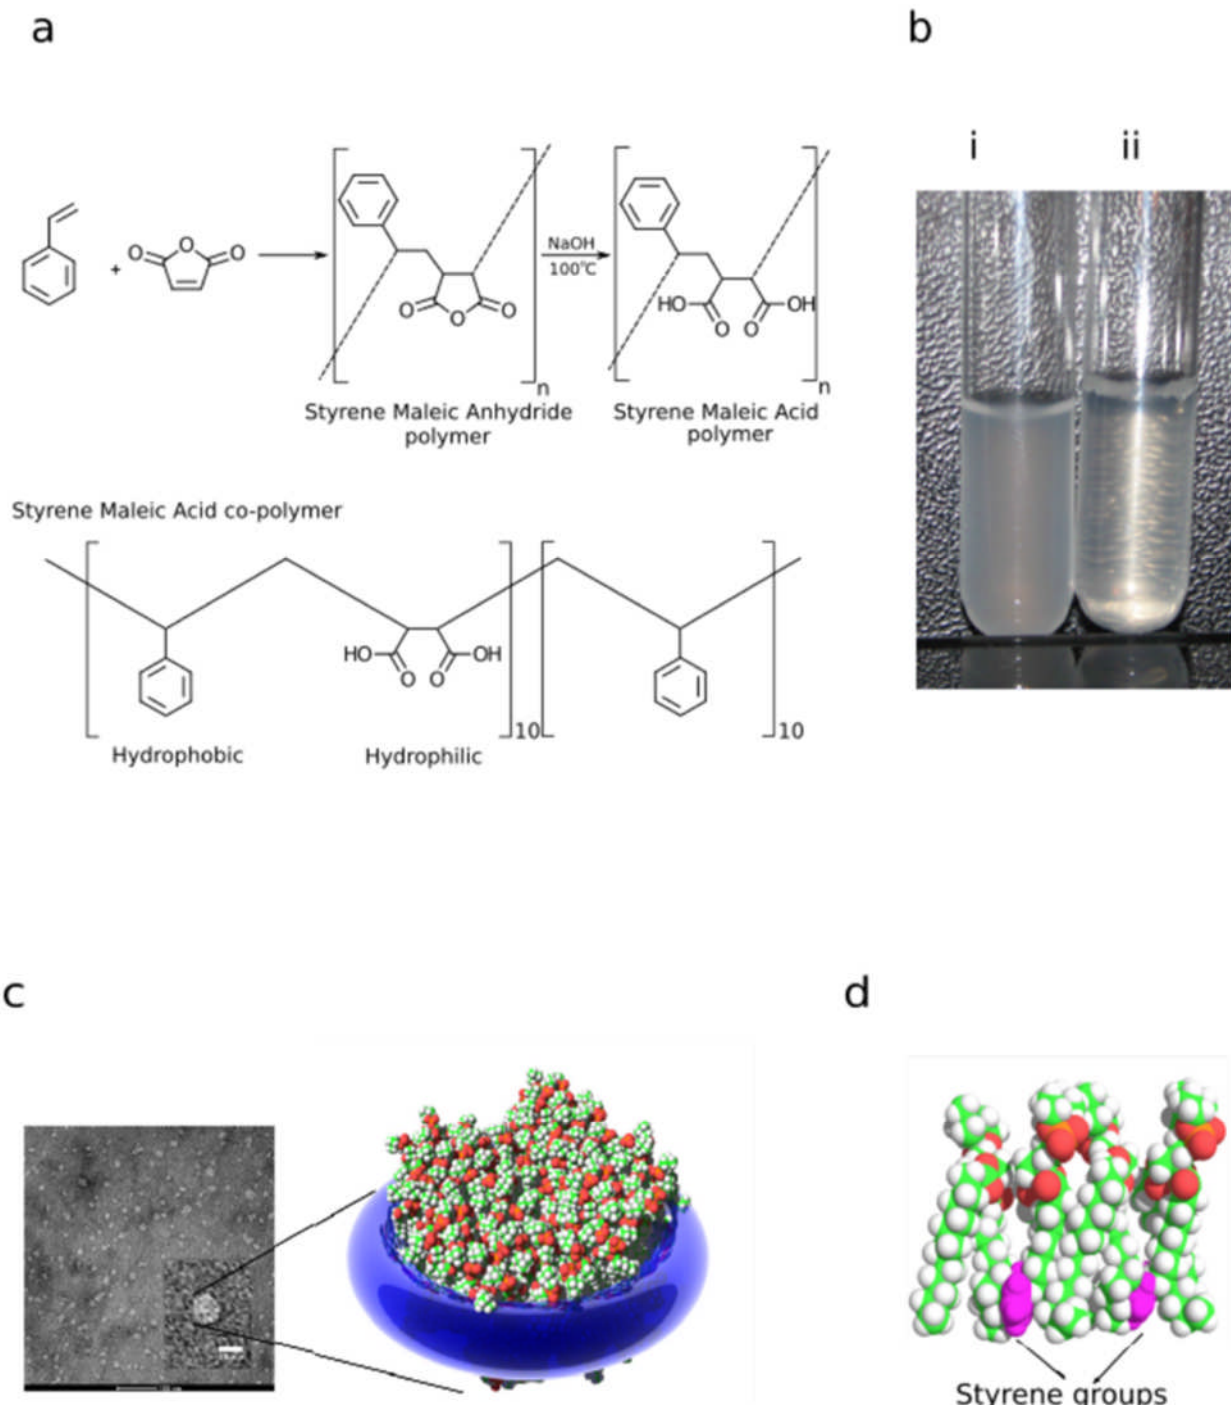 a
b
i
ii
O
O
O
+
O
O
O
n
NaOH
100℃
HO
OH
O
O
n
Styrene Maleic Anhydride
polymer
Styrene Maleic Acid
polymer
Styrene Maleic Acid co-polymer
HO
OH
O
O
10
10
Hydrophobic
Hydrophilic
c
d
Styrene groups